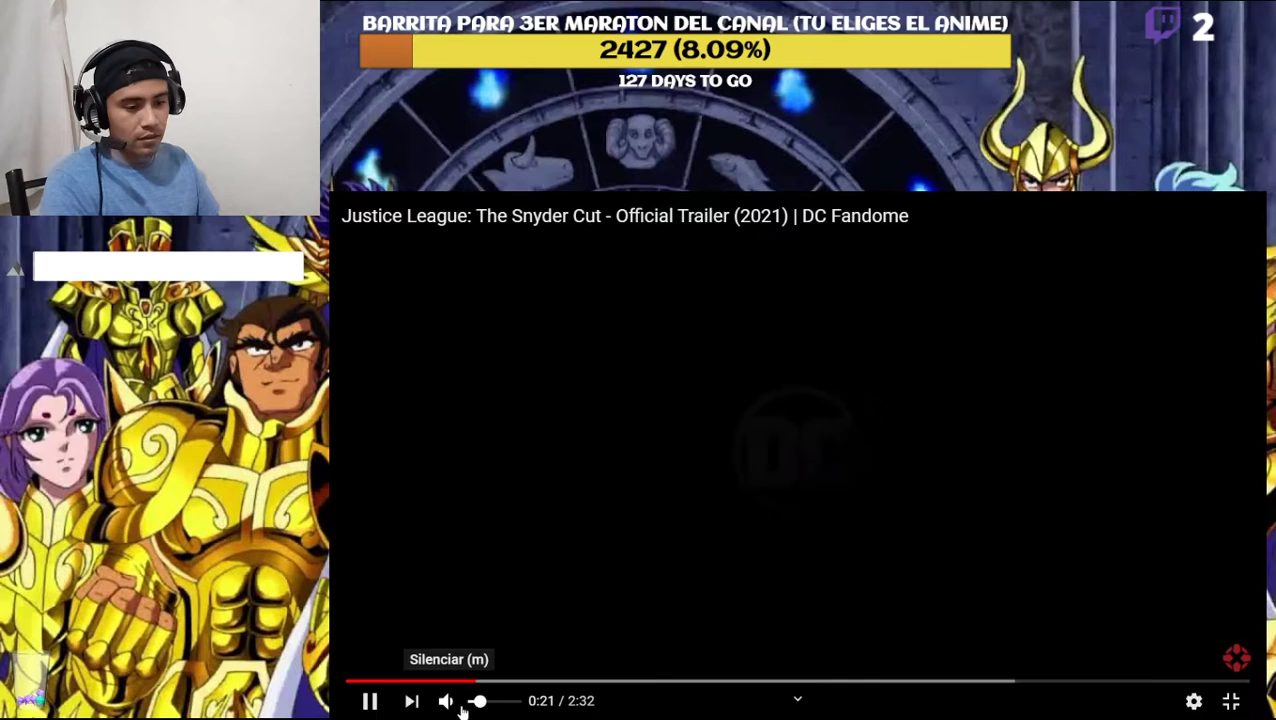 BARRITA PARA 3ER MARATON DEL CANAL (TU ELIGES EL ANIME)
2
2427 (8.09%)
127 DAYS TO GO
Justice League: The Snyder Cut - Official Trailer (2021) | DC Fandome
DC
Silenciar (m)
0:21 / 2:32